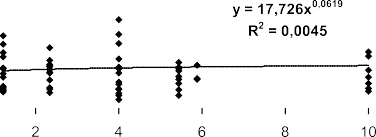 y = 17,726x^0,0619
R² = 0,0045
2 4 6 8 10